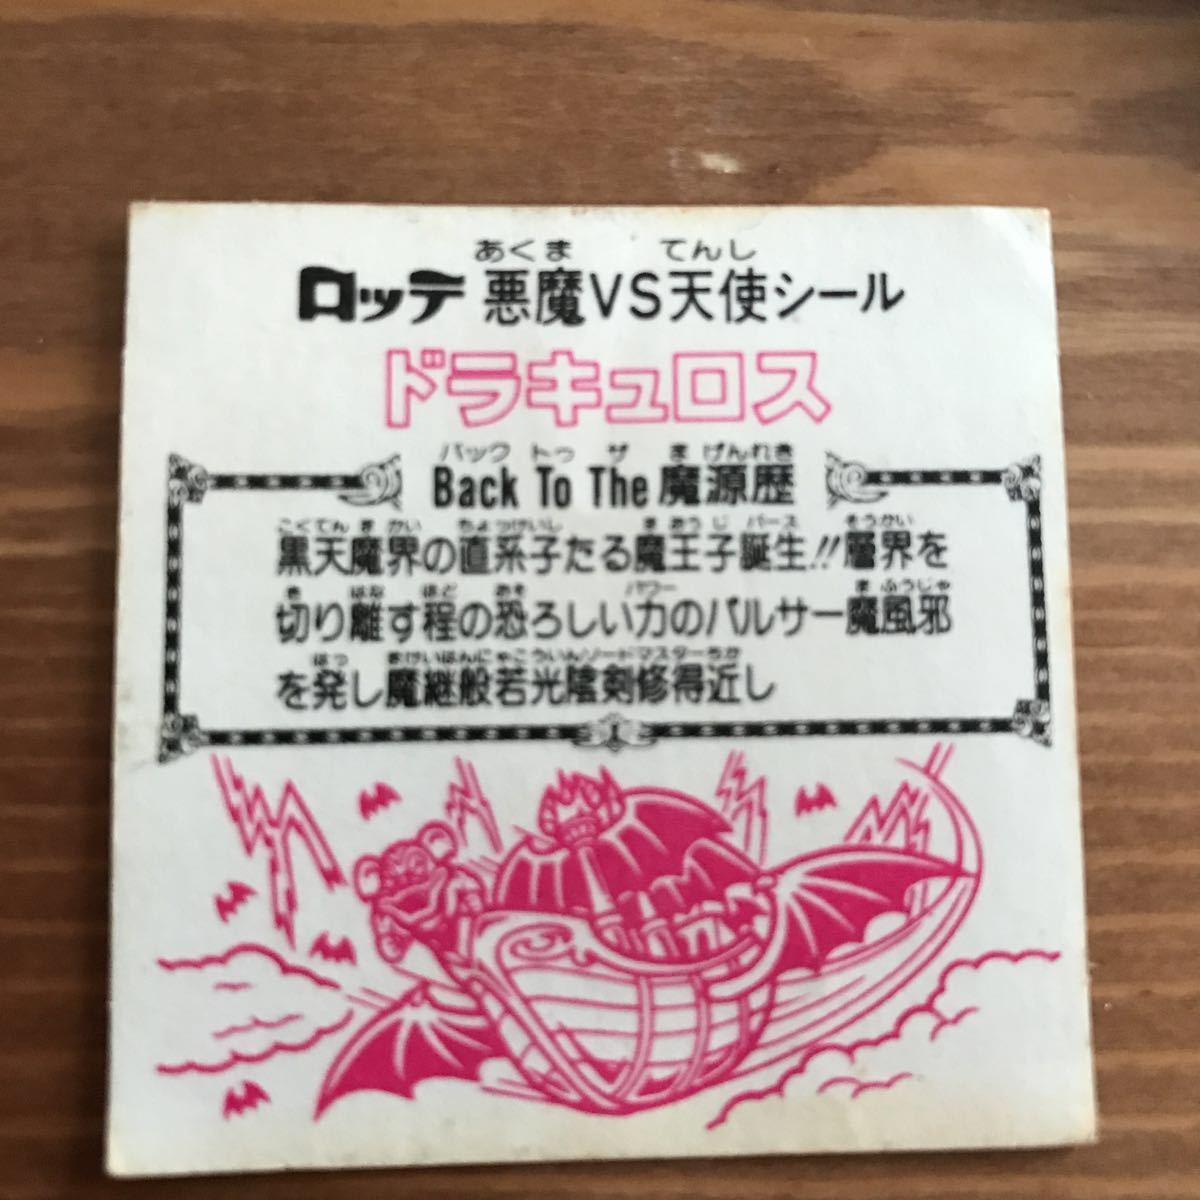 あくま てんし
ロッテ 悪魔VS天使シール
ドラキュロス
バック トゥ ザ ま げんれき
Back To The 魔源歴
こくてん ま かい ちょっけいし ま おう じ バース そうかい
黒天魔界の直系子たる魔王子誕生!!層界を
き はな ほど おそ パワー ま ふうじゃ
切り離す程の恐ろしい力のバルサー魔風邪
はっ まけいはんにゃこういんソードマスターちか
を発し魔継般若光陰剣修得近し